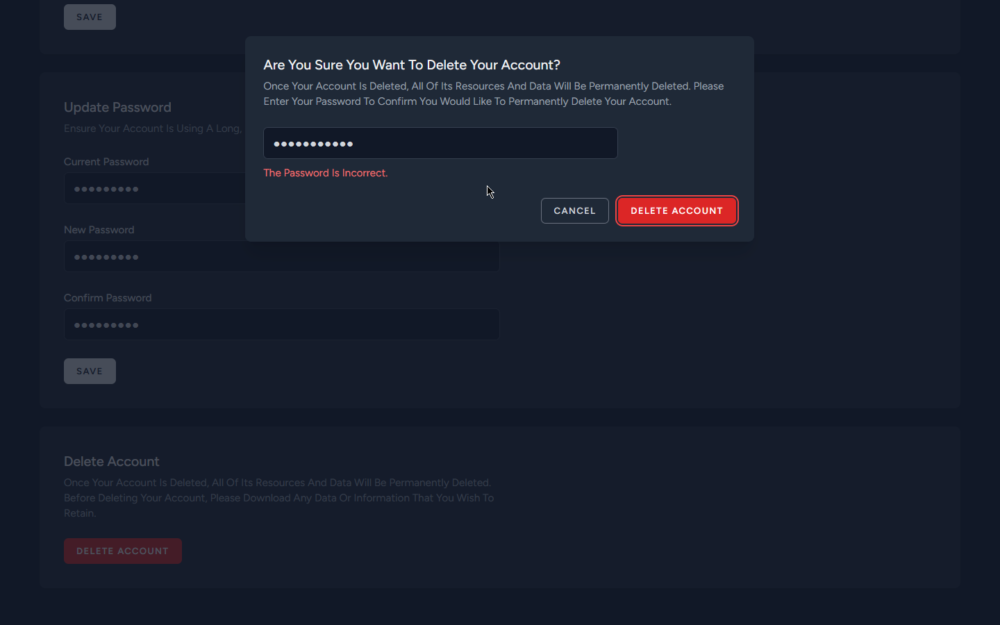 SAVE
Are You Sure You Want To Delete Your Account?
Once Your Account Is Deleted, All Of Its Resources And Data Will Be Permanently Deleted. Please
Enter Your Password To Confirm You Would Like To Permanently Delete Your Account.
●●●●●●●●●●●
The Password Is Incorrect.
CANCEL
DELETE ACCOUNT
Update Password
Ensure Your Account Is Using A Long,
Current Password
●●●●●●●●●
New Password
●●●●●●●●●
Confirm Password
●●●●●●●●●
SAVE
Delete Account
Once Your Account Is Deleted, All Of Its Resources And Data Will Be Permanently Deleted.
Before Deleting Your Account, Please Download Any Data Or Information That You Wish To
Retain.
DELETE ACCOUNT